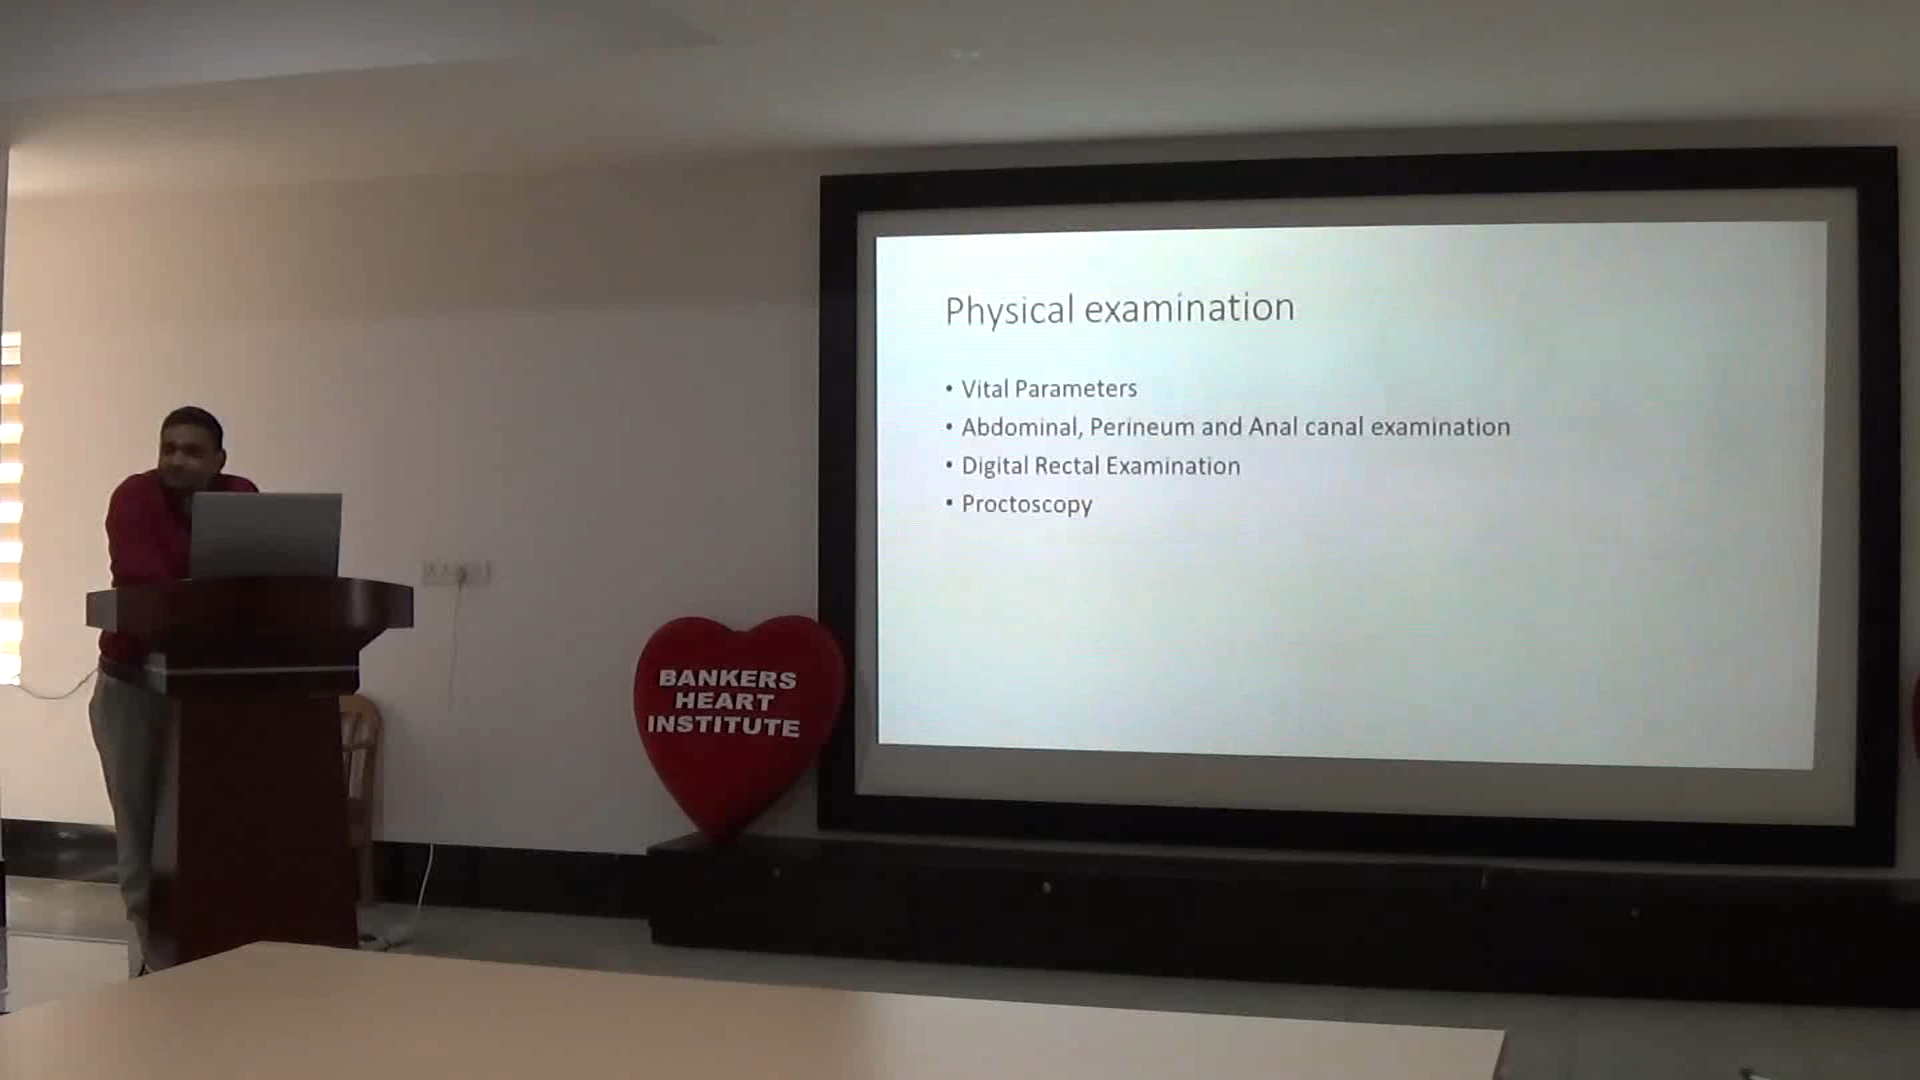 Physical examination
• Vital Parameters
• Abdominal, Perineum and Anal canal examination
• Digital Rectal Examination
• Proctoscopy
BANKERS
HEART
INSTITUTE